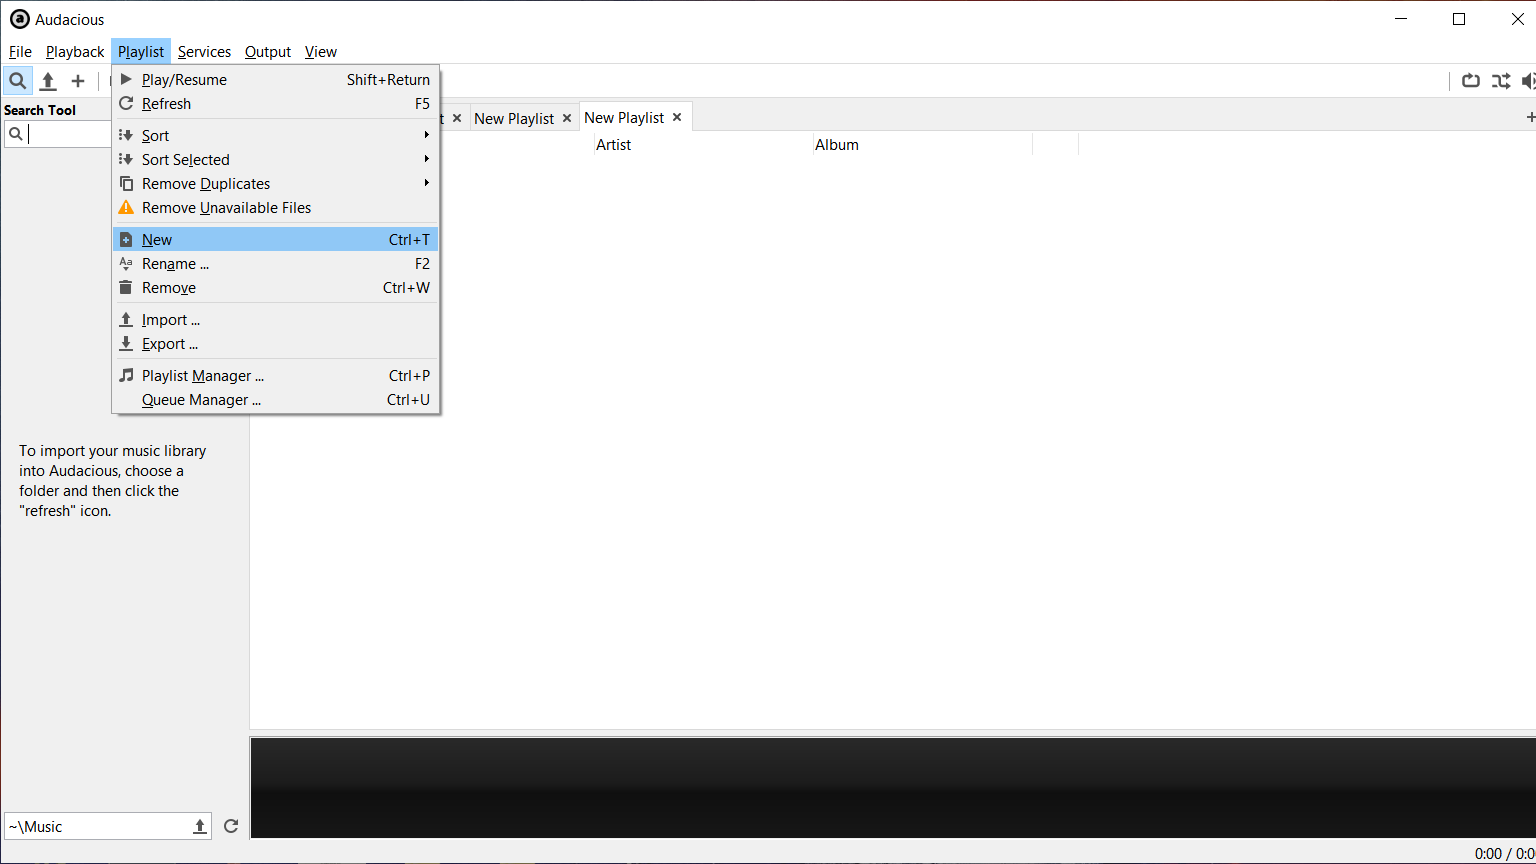 Audacious
File Playback Playlist Services Output View
Play/Resume Shift+Return
Refresh F5
Sort
Sort Selected
Remove Duplicates
Remove Unavailable Files
New Ctrl+T
Rename ... F2
Remove Ctrl+W
Import ...
Export ...
Playlist Manager ... Ctrl+P
Queue Manager ... Ctrl+U
Search Tool
New Playlist New Playlist
Artist Album
To import your music library
into Audacious, choose a
folder and then click the
"refresh" icon.
~\Music
0:00 / 0:0